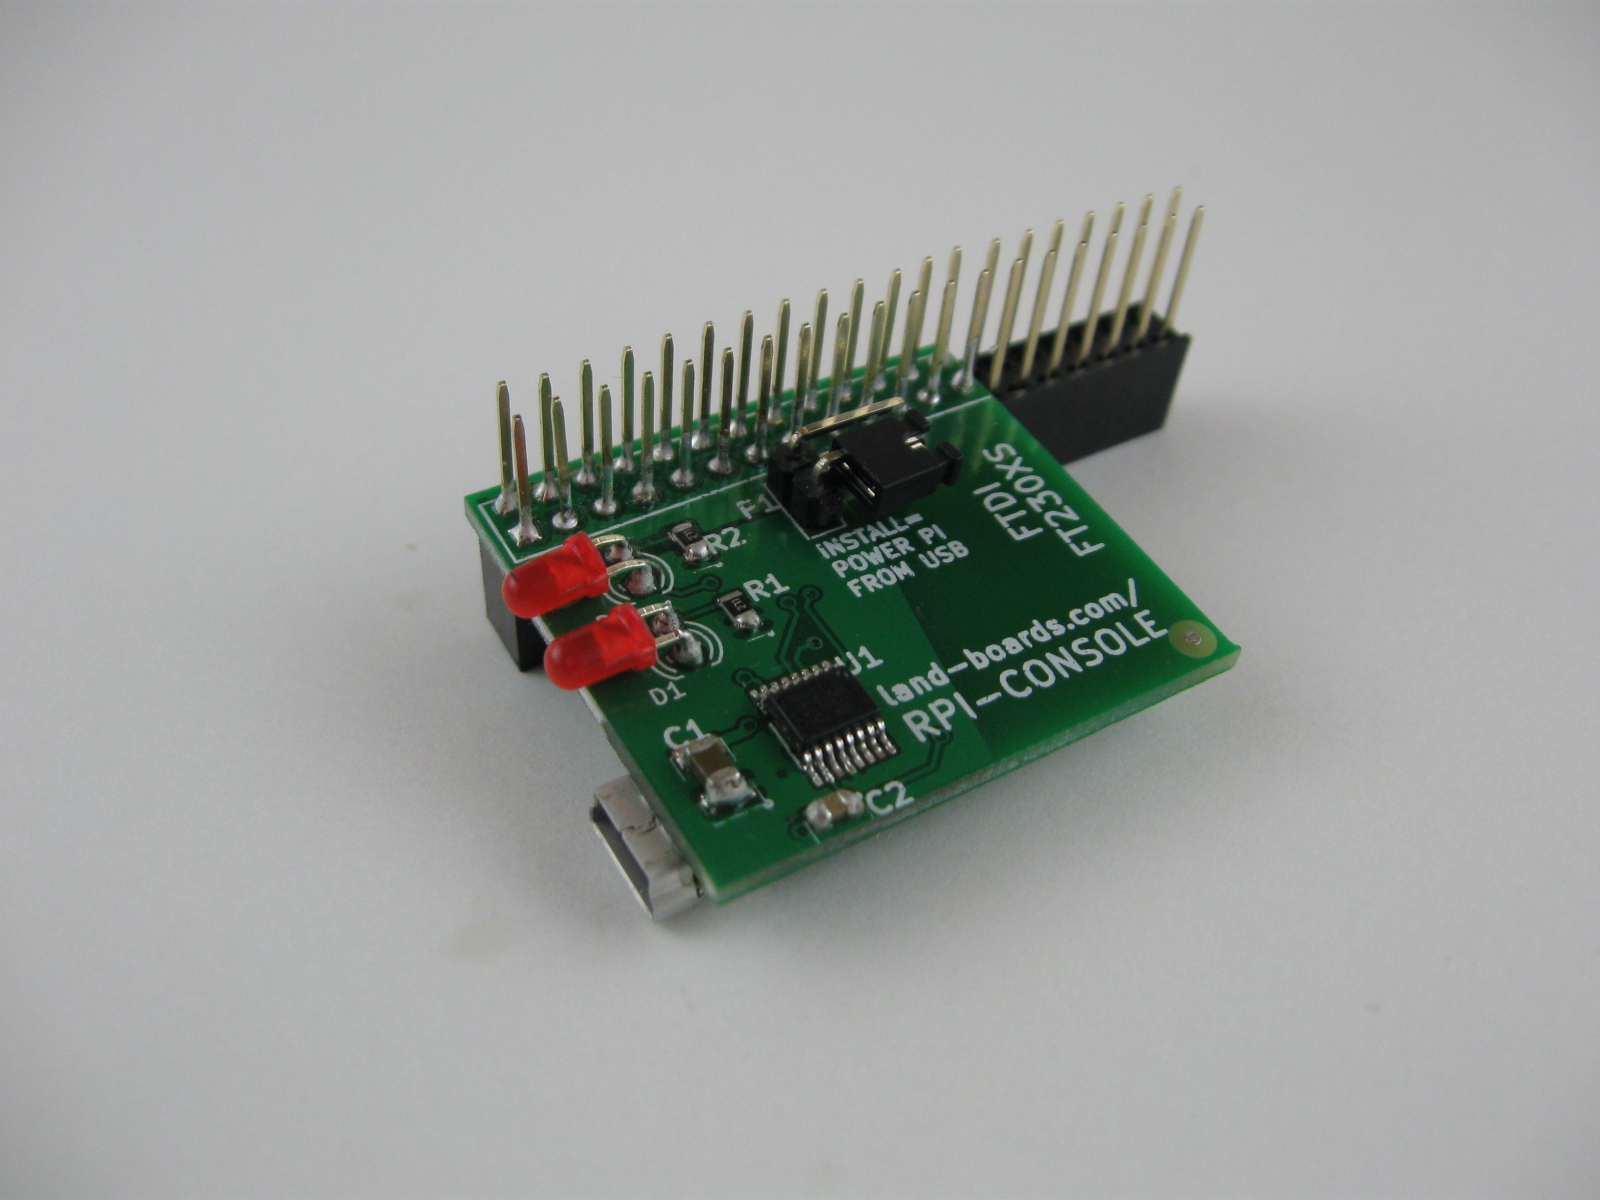 F1
R2
R1
INSTALL=
POWER PI
FROM USB
FTDI
FT230XS
land-boards.com/
RPI-CONSOLE
U1
D1
C1
C2